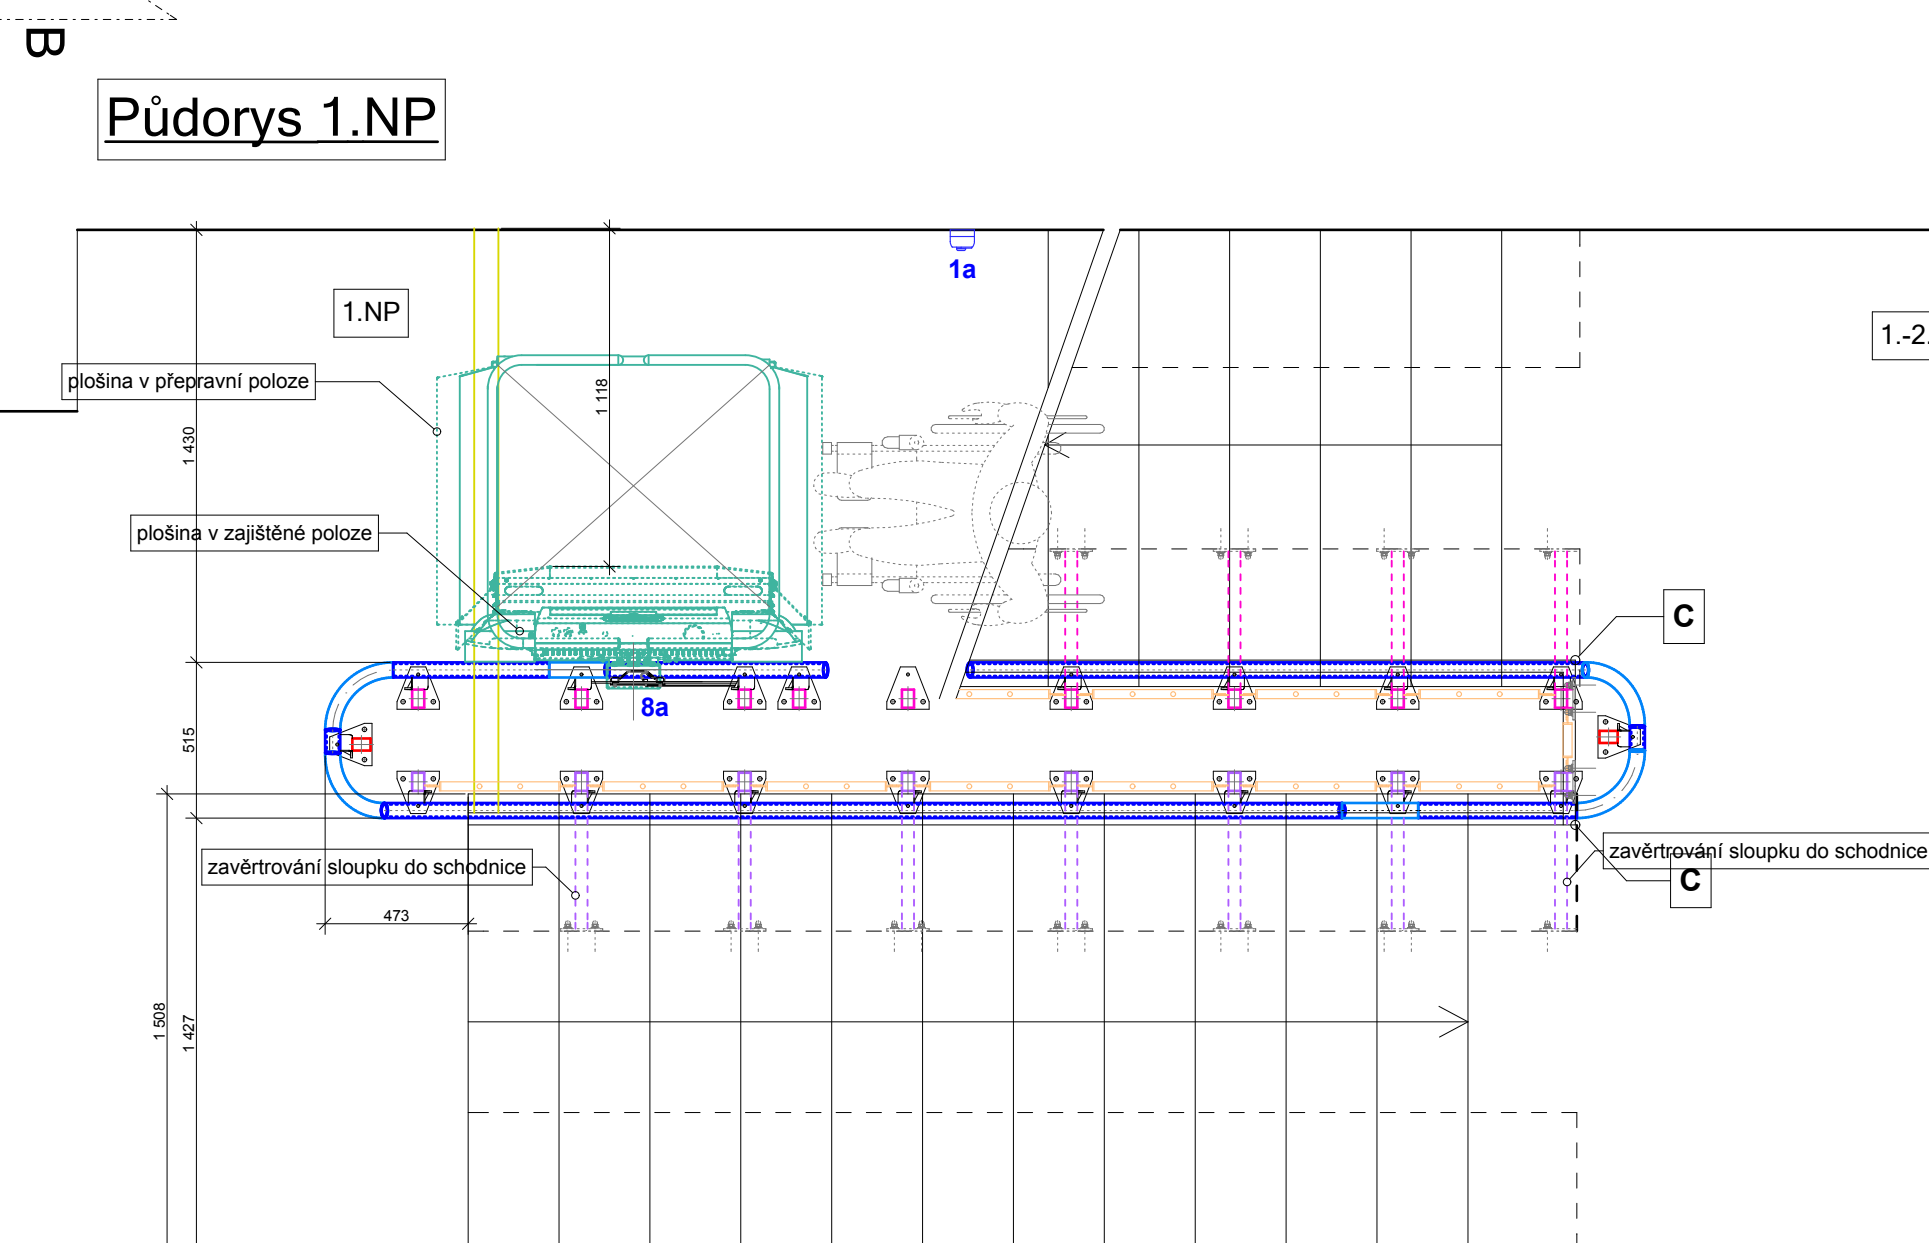 B
Půdorys 1.NP
1a
1.NP
1.-2.
plošina v přepravní poloze
1 118
1 430
plošina v zajištěné poloze
C
8a
515
zavěrtrování sloupku do schodnice
zavěrtrování sloupku do schodnice
C
473
1 508
1 427